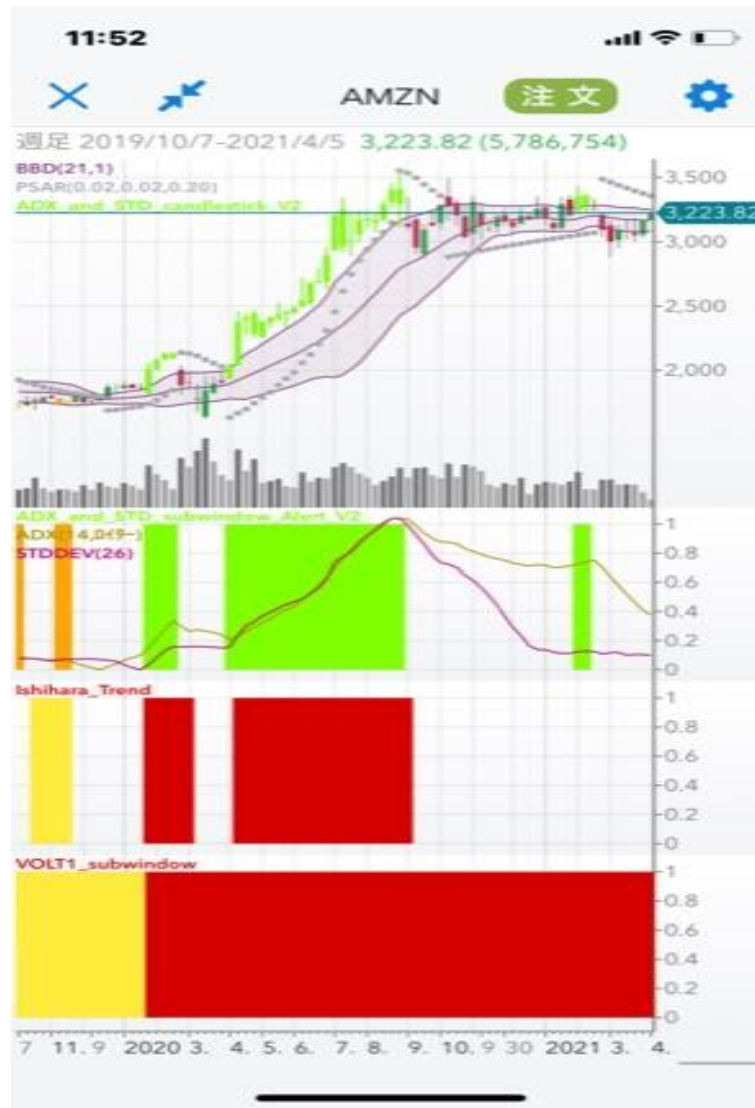 11:52
AMZN 注文
週足 2019/10/7-2021/4/5 3,223.82 (5,786,754)
BBD(21,1)
PSAR(0.02,0.02,0.20)
ADX_and_STD_candlestick_V2
3,500
3,223.82
3,000
2,500
2,000
ADX_and_STD_subwindow_Alert_V2
STDDEV(26)
1
0.8
0.6
0.4
0.2
0
Ishihara_Trend
1
0.8
0.6
0.4
0.2
0
VOLT1_subwindow
1
0.8
0.6
0.4
0.2
0
7 11. 9 2020 3. 4. 5. 6. 7. 8. 9. 10. 9 30 2021 3. 4.